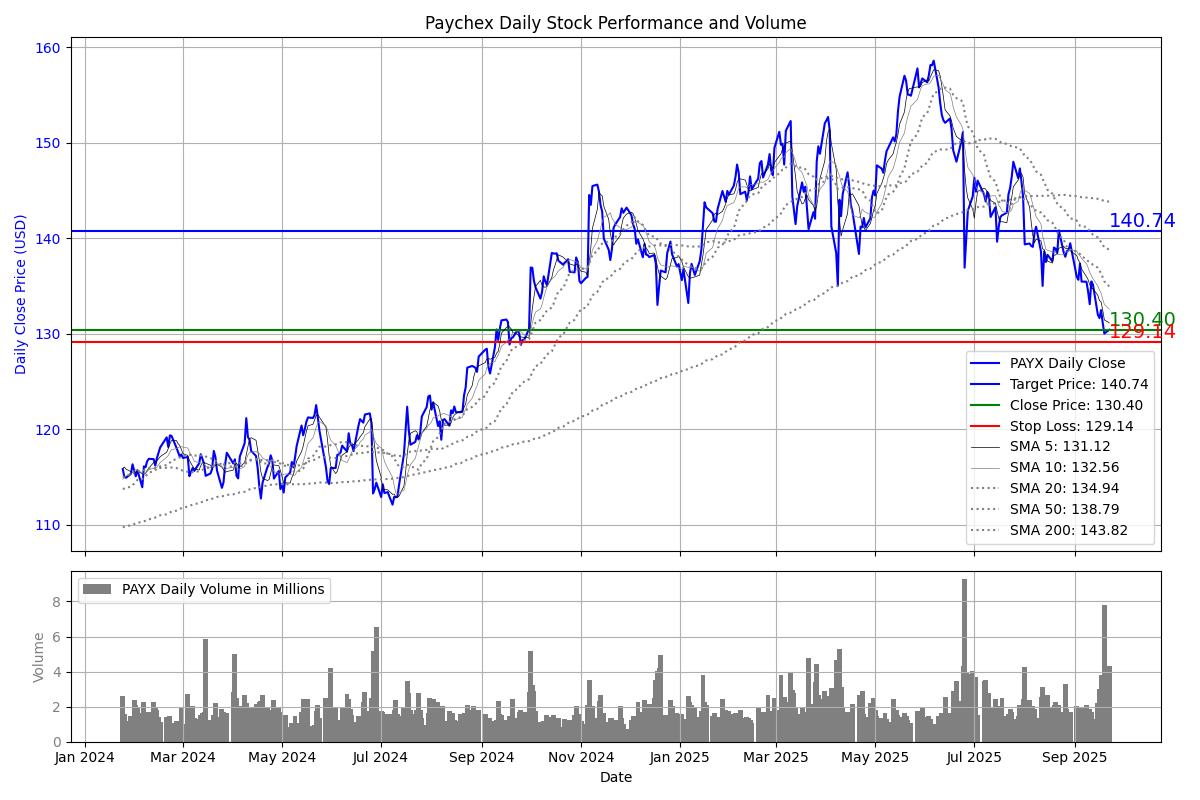 Paychex Daily Stock Performance and Volume
Daily Close Price (USD)
160
150
140
130
120
110
140.74
130.40
129.14
PAYX Daily Close
Target Price: 140.74
Close Price: 130.40
Stop Loss: 129.14
SMA 5: 131.12
SMA 10: 132.56
SMA 20: 134.94
SMA 50: 138.79
SMA 200: 143.82
PAYX Daily Volume in Millions
Volume
8
6
4
2
0
Jan 2024 Mar 2024 May 2024 Jul 2024 Sep 2024 Nov 2024 Jan 2025 Mar 2025 May 2025 Jul 2025 Sep 2025
Date